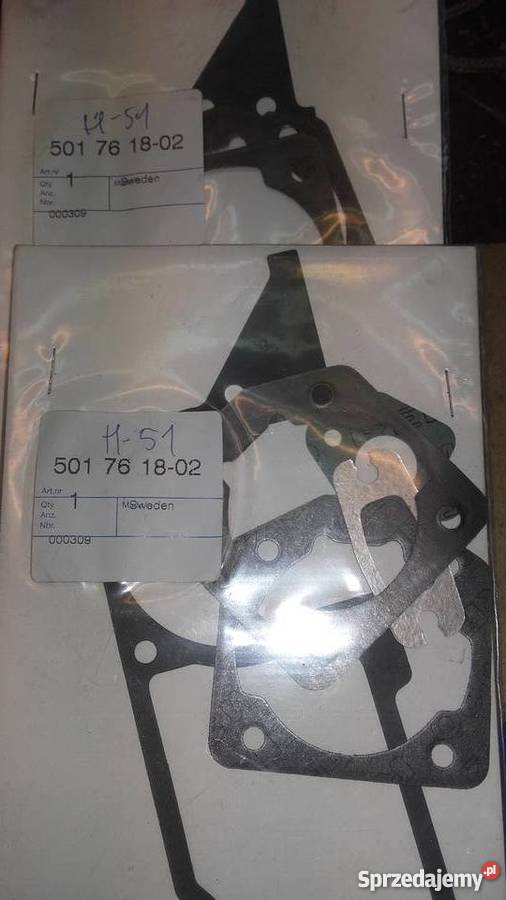 H-51
501 76 18-02
Art.nr
Qty. 1
Anz.
Nbr.
Sweden
000309
H-51
501 76 18-02
Art.nr
Qty. 1
Anz.
Nbr.
Sweden
000309
Sprzedajemy.pl